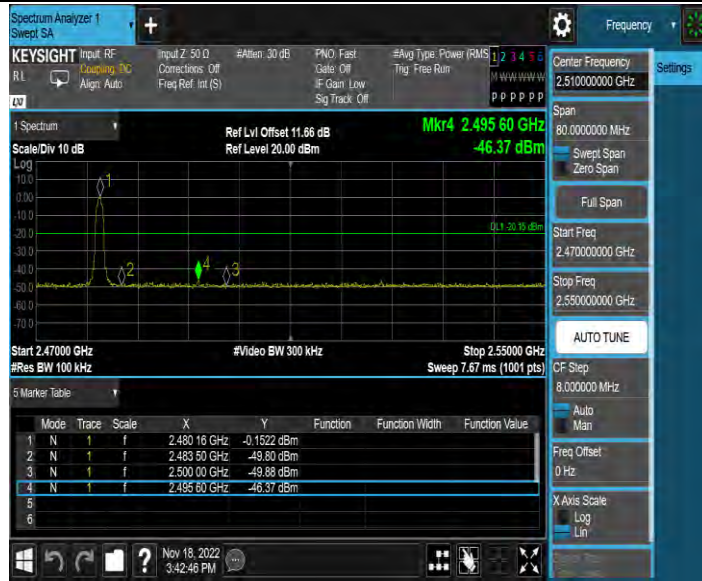 Spectrum Analyzer 1
Swept SA
+
Frequency
KEYSIGHT
Input: RF
Input Z: 50 Ω
#Atten: 30 dB
PNO: Fast
#Avg Type: Power (RMS
1 2 3 4 5 6
RL
Coupling: DC
Corrections: Off
Gate: Off
Trig: Free Run
M W W W W W
Align: Auto
Freq Ref: Int (S)
IF Gain: Low
Sig Track: Off
P P P P P P
LXI
Center Frequency
2.510000000 GHz
Settings
Span
80.0000000 MHz
Swept Span
Zero Span
Full Span
Start Freq
2.470000000 GHz
Stop Freq
2.550000000 GHz
AUTO TUNE
CF Step
8.000000 MHz
Auto
Man
Freq Offset
0 Hz
X Axis Scale
Log
Lin
1 Spectrum
Ref Lvl Offset 11.66 dB
Mkr4 2.495 60 GHz
Scale/Div 10 dB
Ref Level 20.00 dBm
-46.37 dBm
Log
10.0
0.00
-10.0
-20.0
-30.0
-40.0
-50.0
-60.0
-70.0
1
2
4
3
Start 2.47000 GHz
#Video BW 300 kHz
Stop 2.55000 GHz
#Res BW 100 kHz
Sweep 7.67 ms (1001 pts)
5 Marker Table
Mode Trace Scale X Y Function Function Width Function Value
1 N 1 f 2.480 16 GHz -0.1522 dBm
2 N 1 f 2.483 50 GHz -49.80 dBm
3 N 1 f 2.500 00 GHz -49.88 dBm
4 N 1 f 2.495 60 GHz -46.37 dBm
5
6
?
Nov 18, 2022
3:42:46 PM